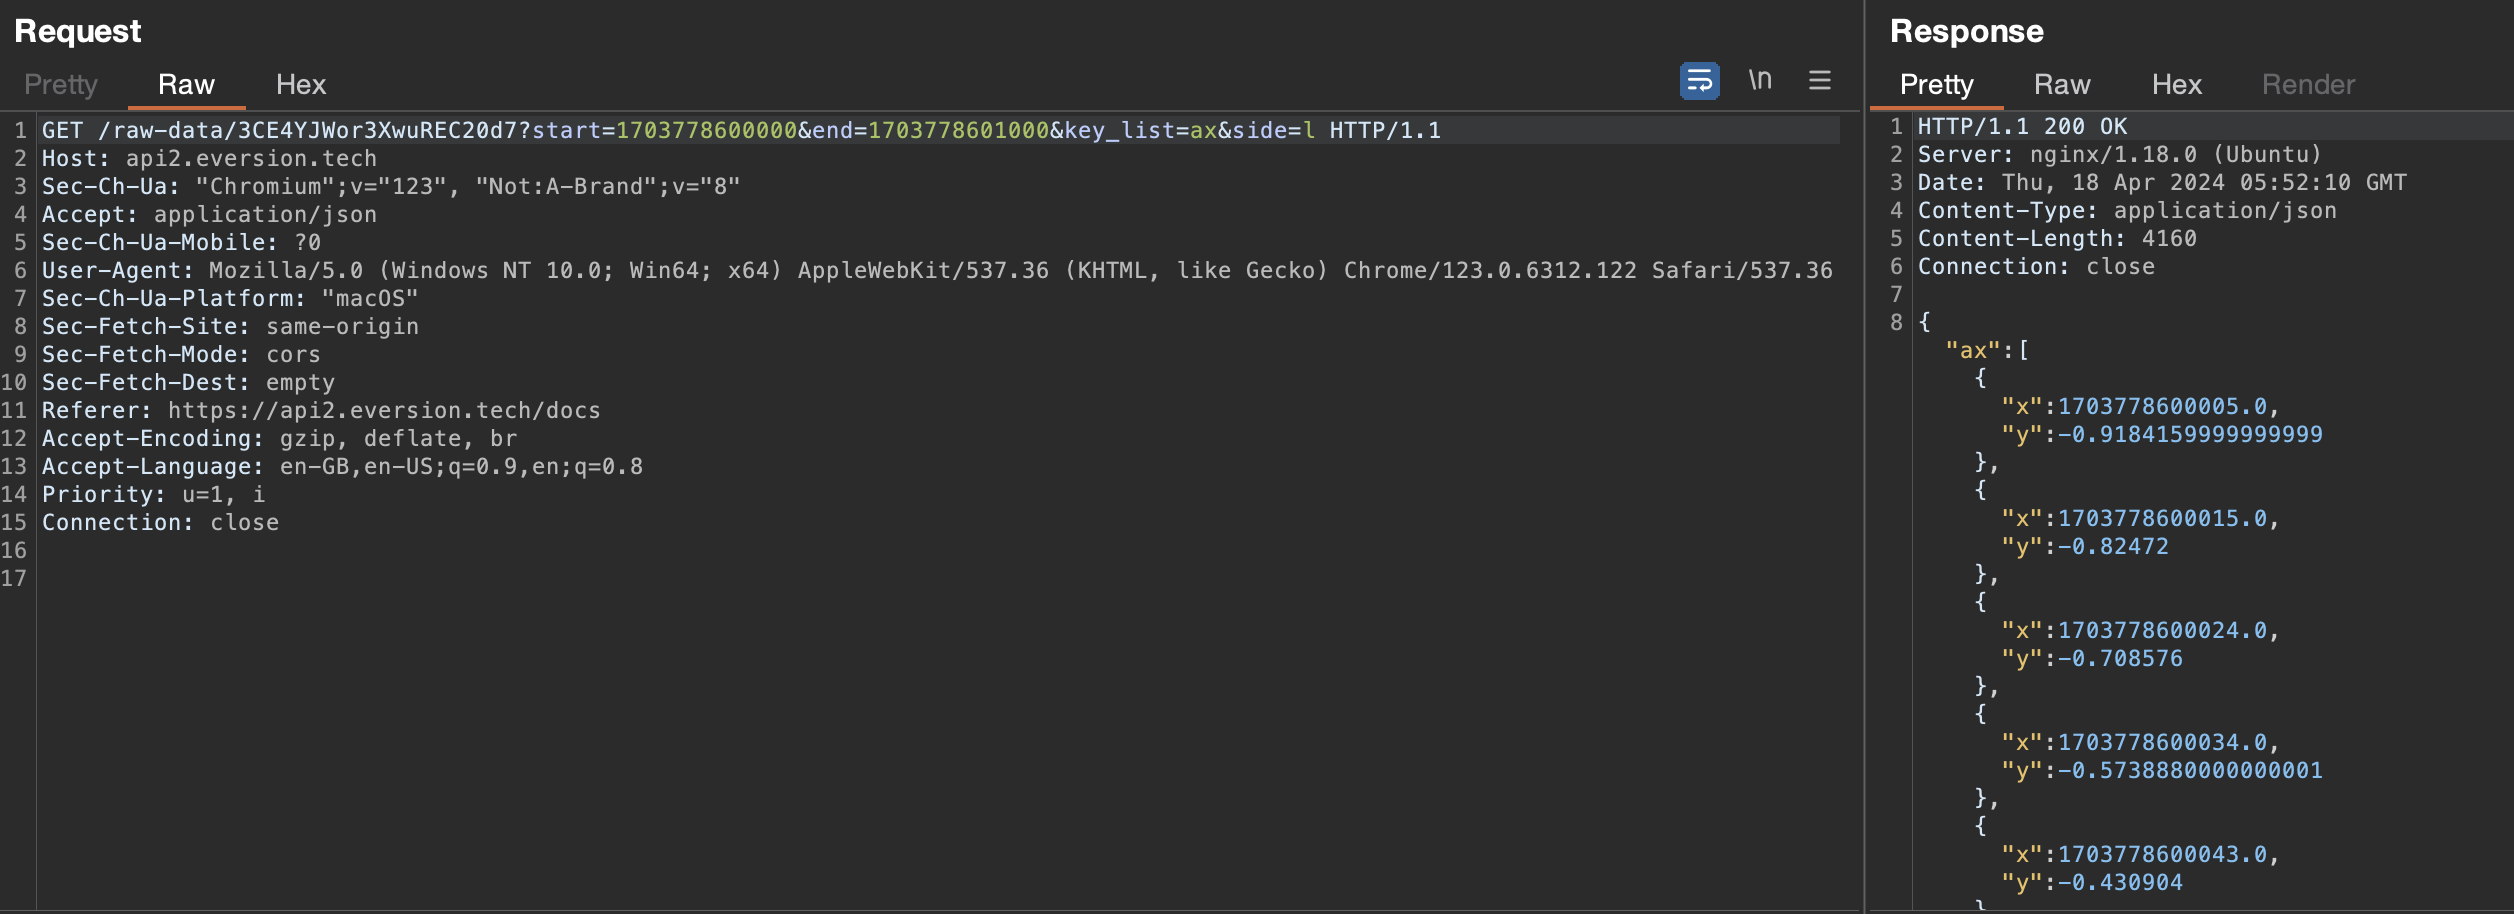 Request
Pretty Raw Hex
\n
1 GET /raw-data/3CE4YJWor3XwuREC20d7?start=1703778600000&end=1703778601000&key_list=ax&side=l HTTP/1.1
2 Host: api2.eversion.tech
3 Sec-Ch-Ua: "Chromium";v="123", "Not:A-Brand";v="8"
4 Accept: application/json
5 Sec-Ch-Ua-Mobile: ?0
6 User-Agent: Mozilla/5.0 (Windows NT 10.0; Win64; x64) AppleWebKit/537.36 (KHTML, like Gecko) Chrome/123.0.6312.122 Safari/537.36
7 Sec-Ch-Ua-Platform: "macOS"
8 Sec-Fetch-Site: same-origin
9 Sec-Fetch-Mode: cors
10 Sec-Fetch-Dest: empty
11 Referer: https://api2.eversion.tech/docs
12 Accept-Encoding: gzip, deflate, br
13 Accept-Language: en-GB,en-US;q=0.9,en;q=0.8
14 Priority: u=1, i
15 Connection: close
16
17
Response
Pretty Raw Hex Render
1 HTTP/1.1 200 OK
2 Server: nginx/1.18.0 (Ubuntu)
3 Date: Thu, 18 Apr 2024 05:52:10 GMT
4 Content-Type: application/json
5 Content-Length: 4160
6 Connection: close
7
8 {
"ax":[
{
"x":1703778600005.0,
"y":-0.9184159999999999
},
{
"x":1703778600015.0,
"y":-0.82472
},
{
"x":1703778600024.0,
"y":-0.708576
},
{
"x":1703778600034.0,
"y":-0.5738880000000001
},
{
"x":1703778600043.0,
"y":-0.430904
}